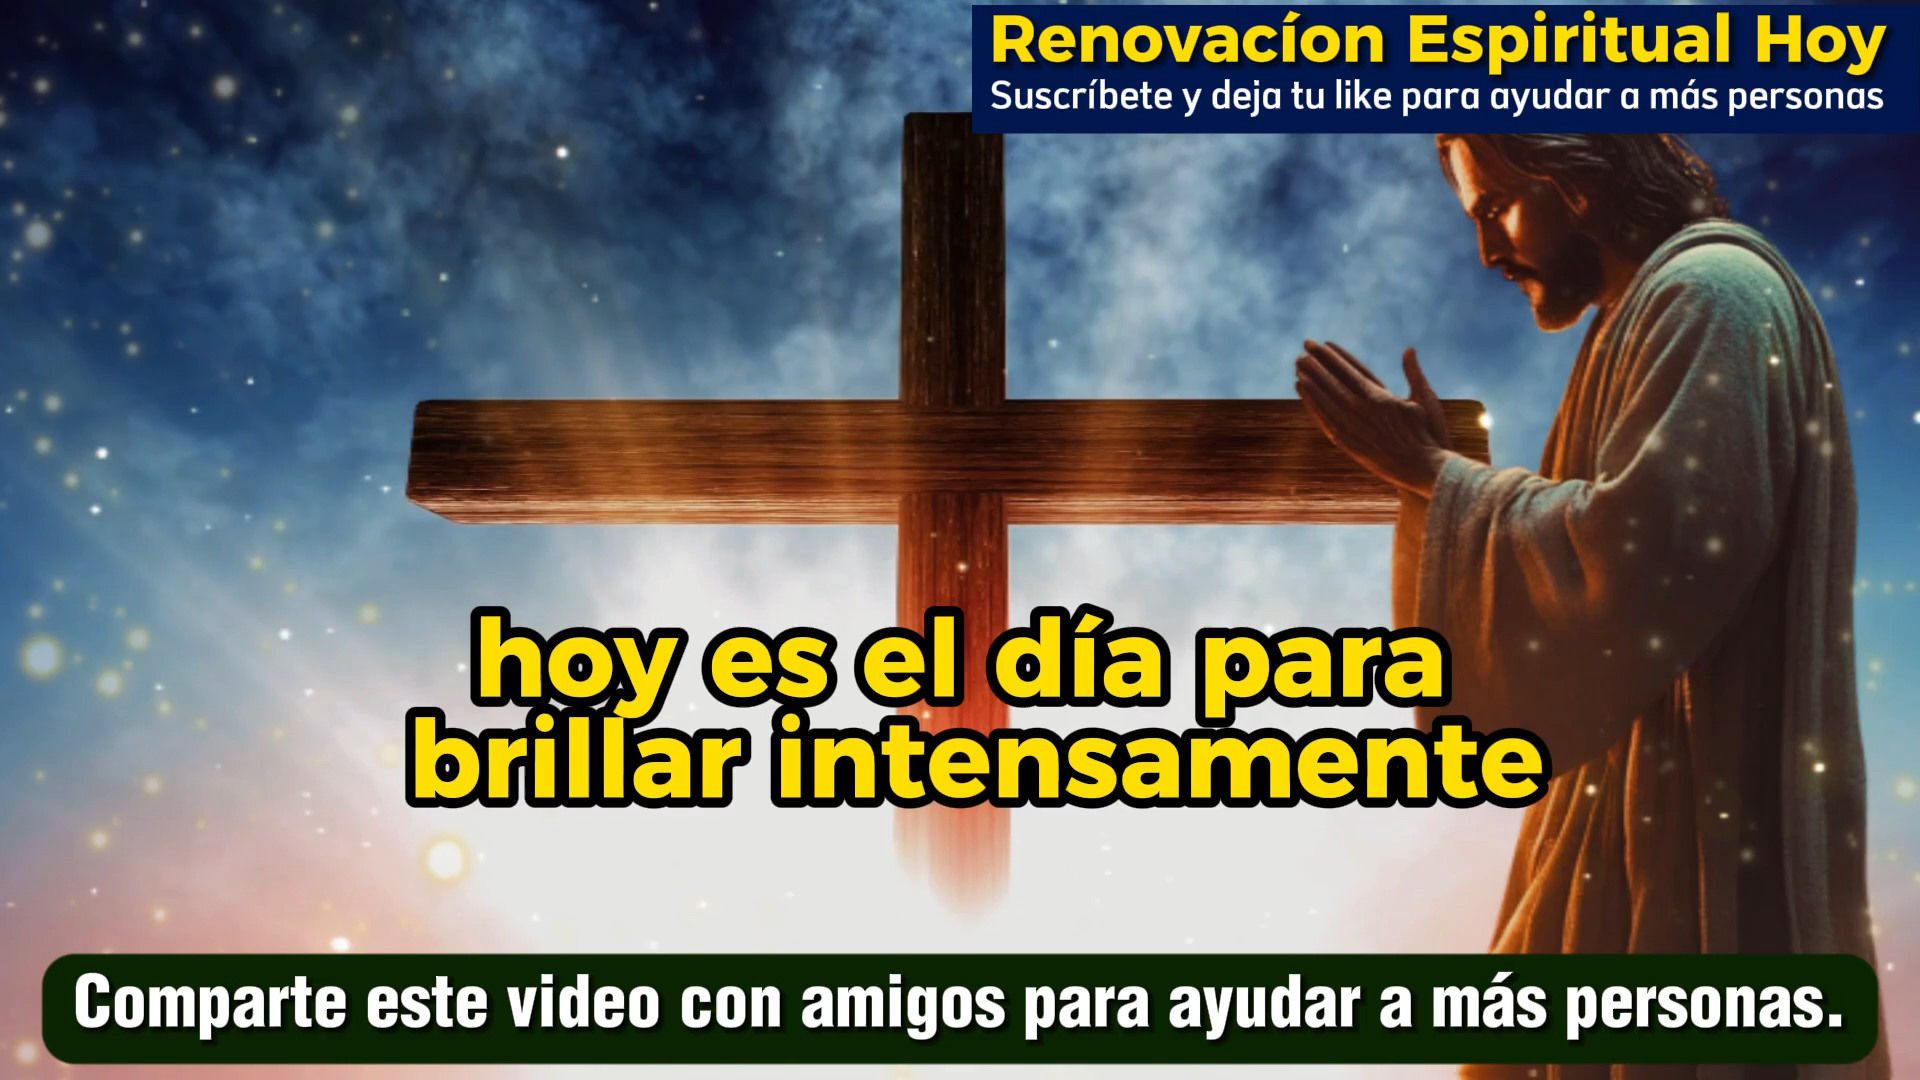 Renovacíon Espiritual Hoy
Suscríbete y deja tu like para ayudar a más personas
hoy es el día para
brillar intensamente
Comparte este video con amigos para ayudar a más personas.